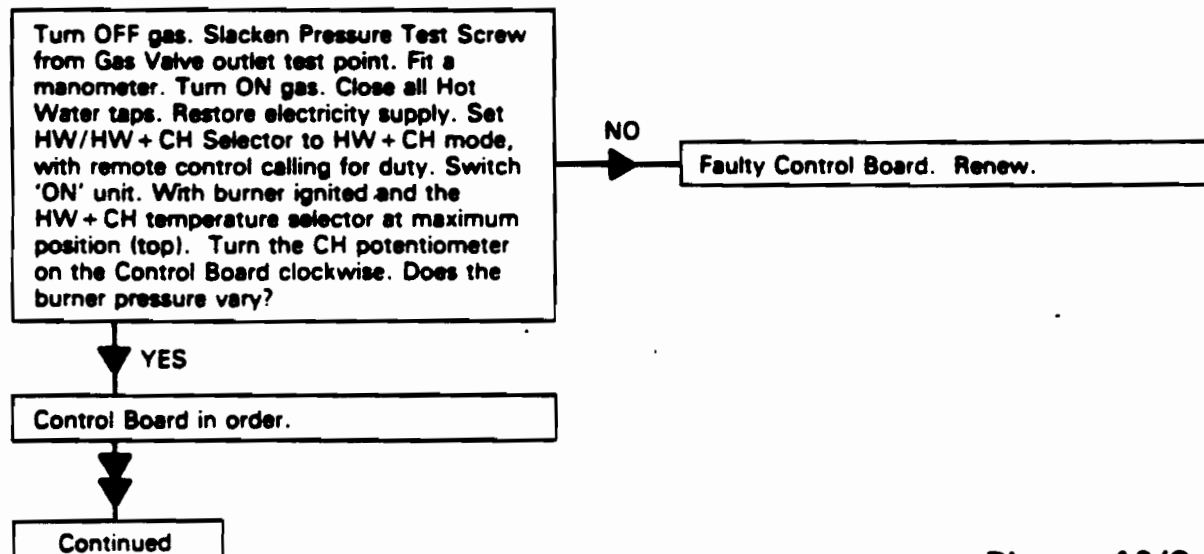 Turn OFF gas. Slacken Pressure Test Screw
from Gas Valve outlet test point. Fit a
manometer. Turn ON gas. Close all Hot
Water taps. Restore electricity supply. Set
HW/HW + CH Selector to HW + CH mode,
with remote control calling for duty. Switch
'ON' unit. With burner ignited and the
HW + CH temperature selector at maximum
position (top). Turn the CH potentiometer
on the Control Board clockwise. Does the
burner pressure vary?
NO
Faulty Control Board. Renew.
YES
Control Board in order.
Continued